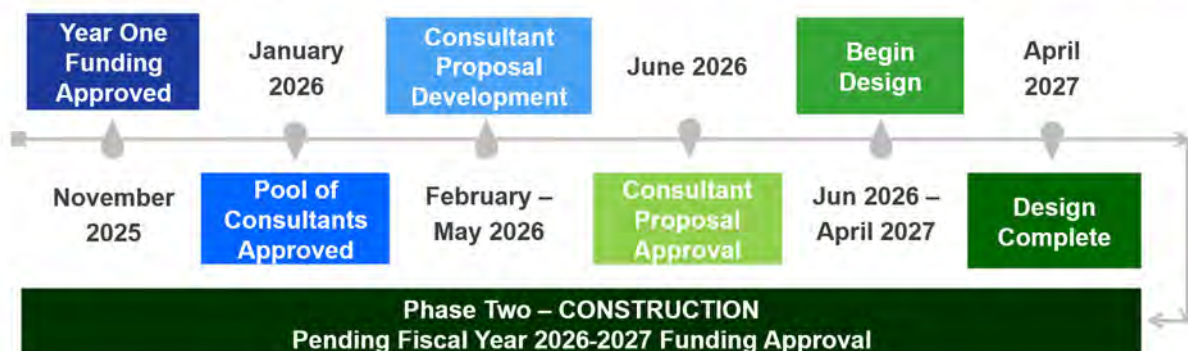 Year One
Funding
Approved
November
2025
January
2026
Pool of
Consultants
Approved
Consultant
Proposal
Development
February –
May 2026
June 2026
Consultant
Proposal
Approval
Begin
Design
Jun 2026 –
April 2027
April
2027
Design
Complete
Phase Two – CONSTRUCTION
Pending Fiscal Year 2026-2027 Funding Approval